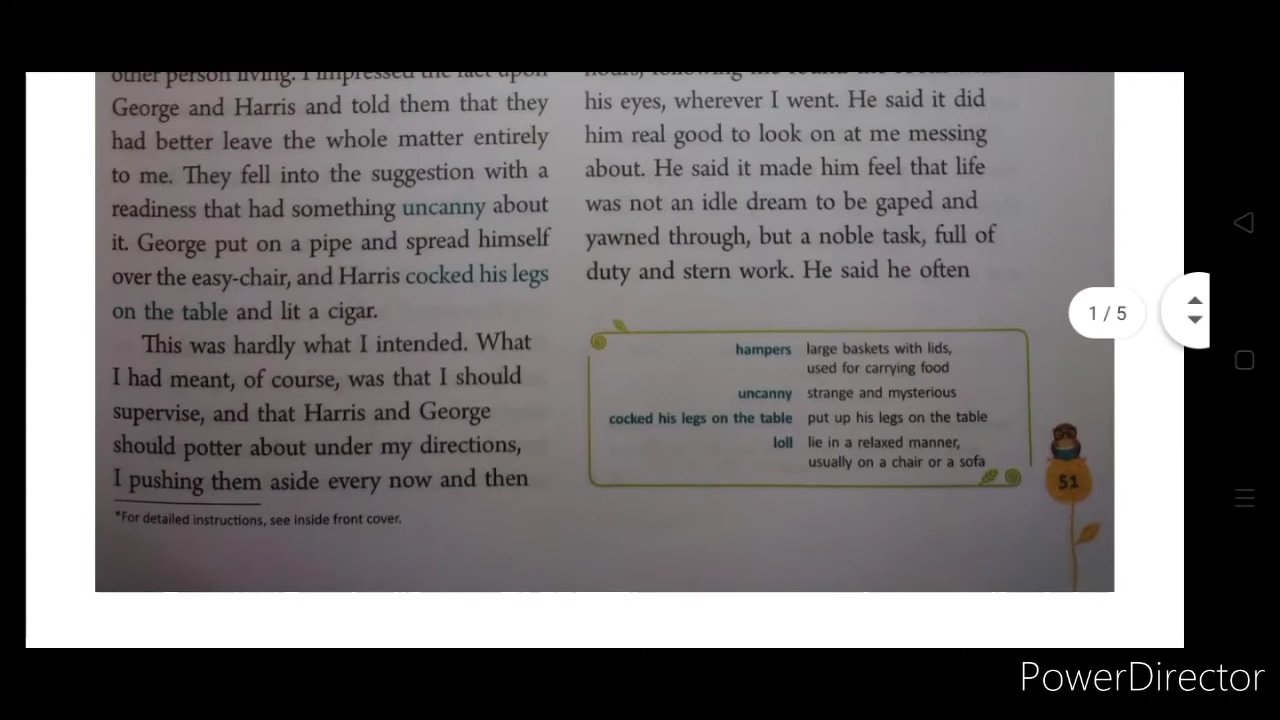 other person living. I impressed the fact upon
George and Harris and told them that they
had better leave the whole matter entirely
to me. They fell into the suggestion with a
readiness that had something uncanny about
it. George put on a pipe and spread himself
over the easy-chair, and Harris cocked his legs
on the table and lit a cigar.
This was hardly what I intended. What
I had meant, of course, was that I should
supervise, and that Harris and George
should potter about under my directions,
I pushing them aside every now and then
*For detailed instructions, see inside front cover.
his eyes, wherever I went. He said it did
him real good to look on at me messing
about. He said it made him feel that life
was not an idle dream to be gaped and
yawned through, but a noble task, full of
duty and stern work. He said he often
hampers large baskets with lids,
used for carrying food
uncanny strange and mysterious
cocked his legs on the table put up his legs on the table
loll lie in a relaxed manner,
usually on a chair or a sofa
51
1 / 5
PowerDirector